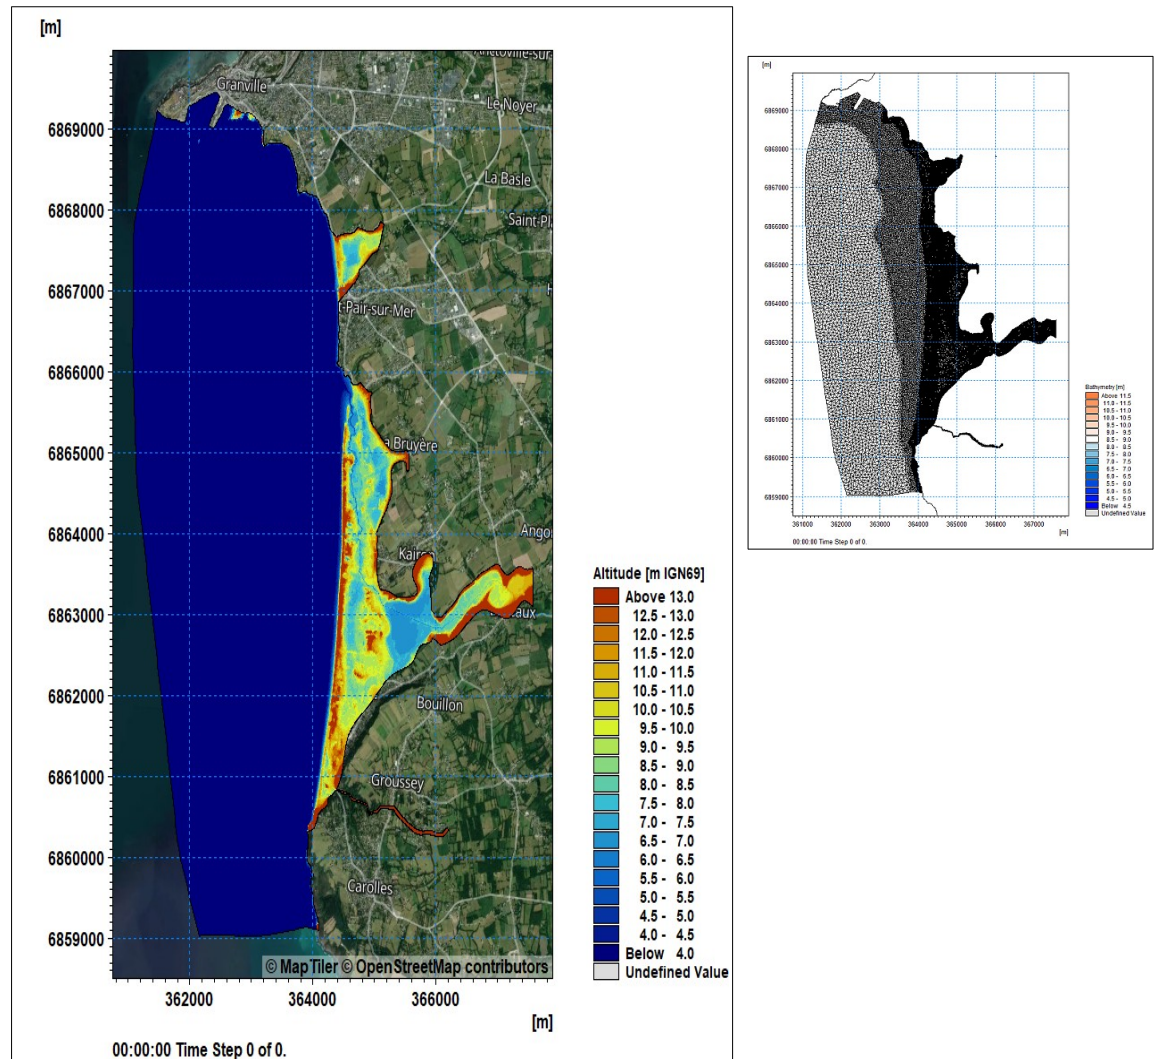 [m]
Granville
Le Noyer
6869000
La Basle
6868000
Saint-Pl
6867000
t-Pair-sur-Mer
6866000
a Bruyère
6865000
6864000
Ango
Kairon
6863000
aux
6862000
Bouillon
6861000
Groussey
6860000
Carolles
6859000
© MapTiler © OpenStreetMap contributors
362000 364000 366000
[m]
00:00:00 Time Step 0 of 0.
Altitude [m IGN69]
Above 13.0
12.5 - 13.0
12.0 - 12.5
11.5 - 12.0
11.0 - 11.5
10.5 - 11.0
10.0 - 10.5
9.5 - 10.0
9.0 - 9.5
8.5 - 9.0
8.0 - 8.5
7.5 - 8.0
7.0 - 7.5
6.5 - 7.0
6.0 - 6.5
5.5 - 6.0
5.0 - 5.5
4.5 - 5.0
4.0 - 4.5
Below 4.0
Undefined Value
[m]
6869000
6868000
6867000
6866000
6865000
6864000
6863000
6862000
6861000
6860000
6859000
361000 362000 363000 364000 365000 366000 367000
[m]
00:00:00 Time Step 0 of 0.
Bathymetry [m]
Above 11.5
11.0 - 11.5
10.5 - 11.0
10.0 - 10.5
9.5 - 10.0
9.0 - 9.5
8.5 - 9.0
8.0 - 8.5
7.5 - 8.0
7.0 - 7.5
6.5 - 7.0
6.0 - 6.5
5.5 - 6.0
5.0 - 5.5
4.5 - 5.0
Below 4.5
Undefined Value